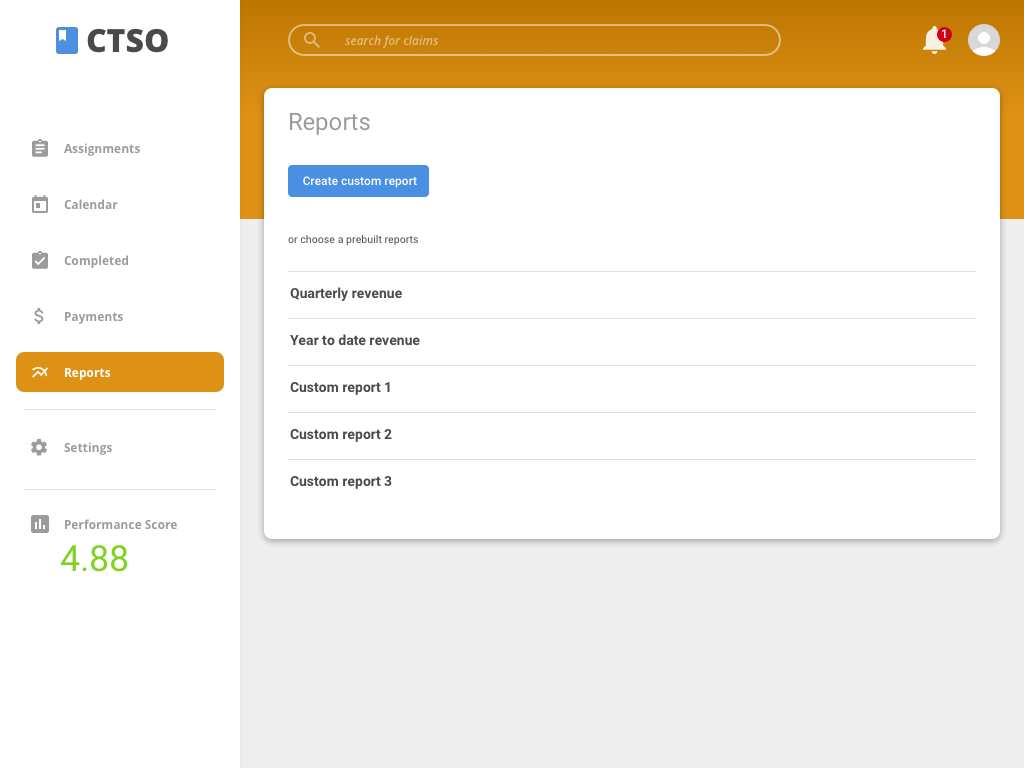 CTSO
search for claims
1
Assignments
Calendar
Completed
Payments
Reports
Settings
Performance Score
4.88
Reports
Create custom report
or choose a prebuilt reports
Quarterly revenue
Year to date revenue
Custom report 1
Custom report 2
Custom report 3